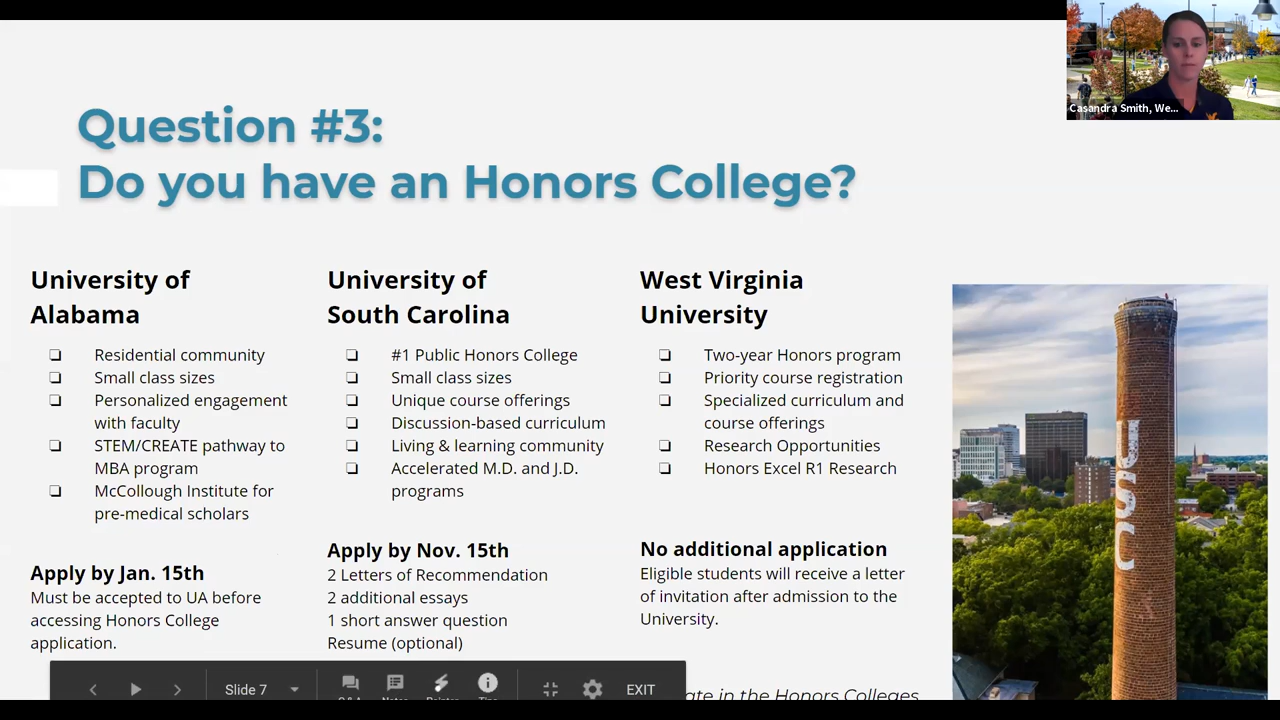 Casandra Smith, We...
Question #3:
Do you have an Honors College?
University of
Alabama
❏ Residential community
❏ Small class sizes
❏ Personalized engagement
with faculty
❏ STEM/CREATE pathway to
MBA program
❏ McCollough Institute for
pre-medical scholars
Apply by Jan. 15th
Must be accepted to UA before
accessing Honors College
application.
University of
South Carolina
❏ #1 Public Honors College
❏ Small class sizes
❏ Unique course offerings
❏ Discussion-based curriculum
❏ Living & learning community
❏ Accelerated M.D. and J.D.
programs
Apply by Nov. 15th
2 Letters of Recommendation
2 additional essays
1 short answer question
Resume (optional)
West Virginia
University
❏ Two-year Honors program
❏ Priority course registration
❏ Specialized curriculum and
course offerings
❏ Research Opportunities
❏ Honors Excel R1 Research
No additional application
Eligible students will receive a letter
of invitation after admission to the
University.
USC
in the Honors Colleges
Slide 7
EXIT